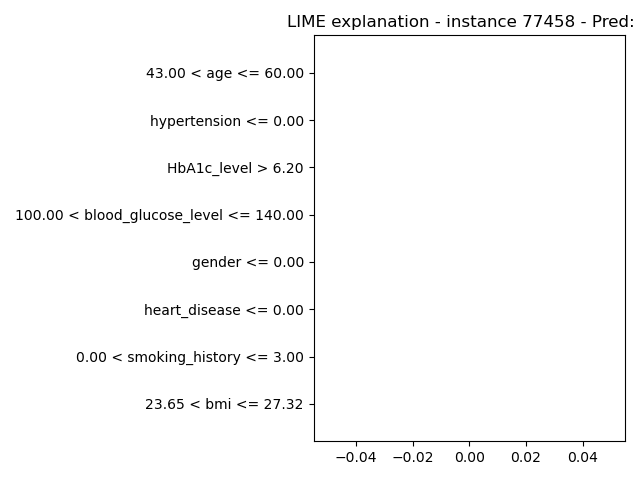 LIME explanation - instance 77458 - Pred:
43.00 < age <= 60.00
hypertension <= 0.00
HbA1c_level > 6.20
100.00 < blood_glucose_level <= 140.00
gender <= 0.00
heart_disease <= 0.00
0.00 < smoking_history <= 3.00
23.65 < bmi <= 27.32
−0.04 −0.02 0.00 0.02 0.04